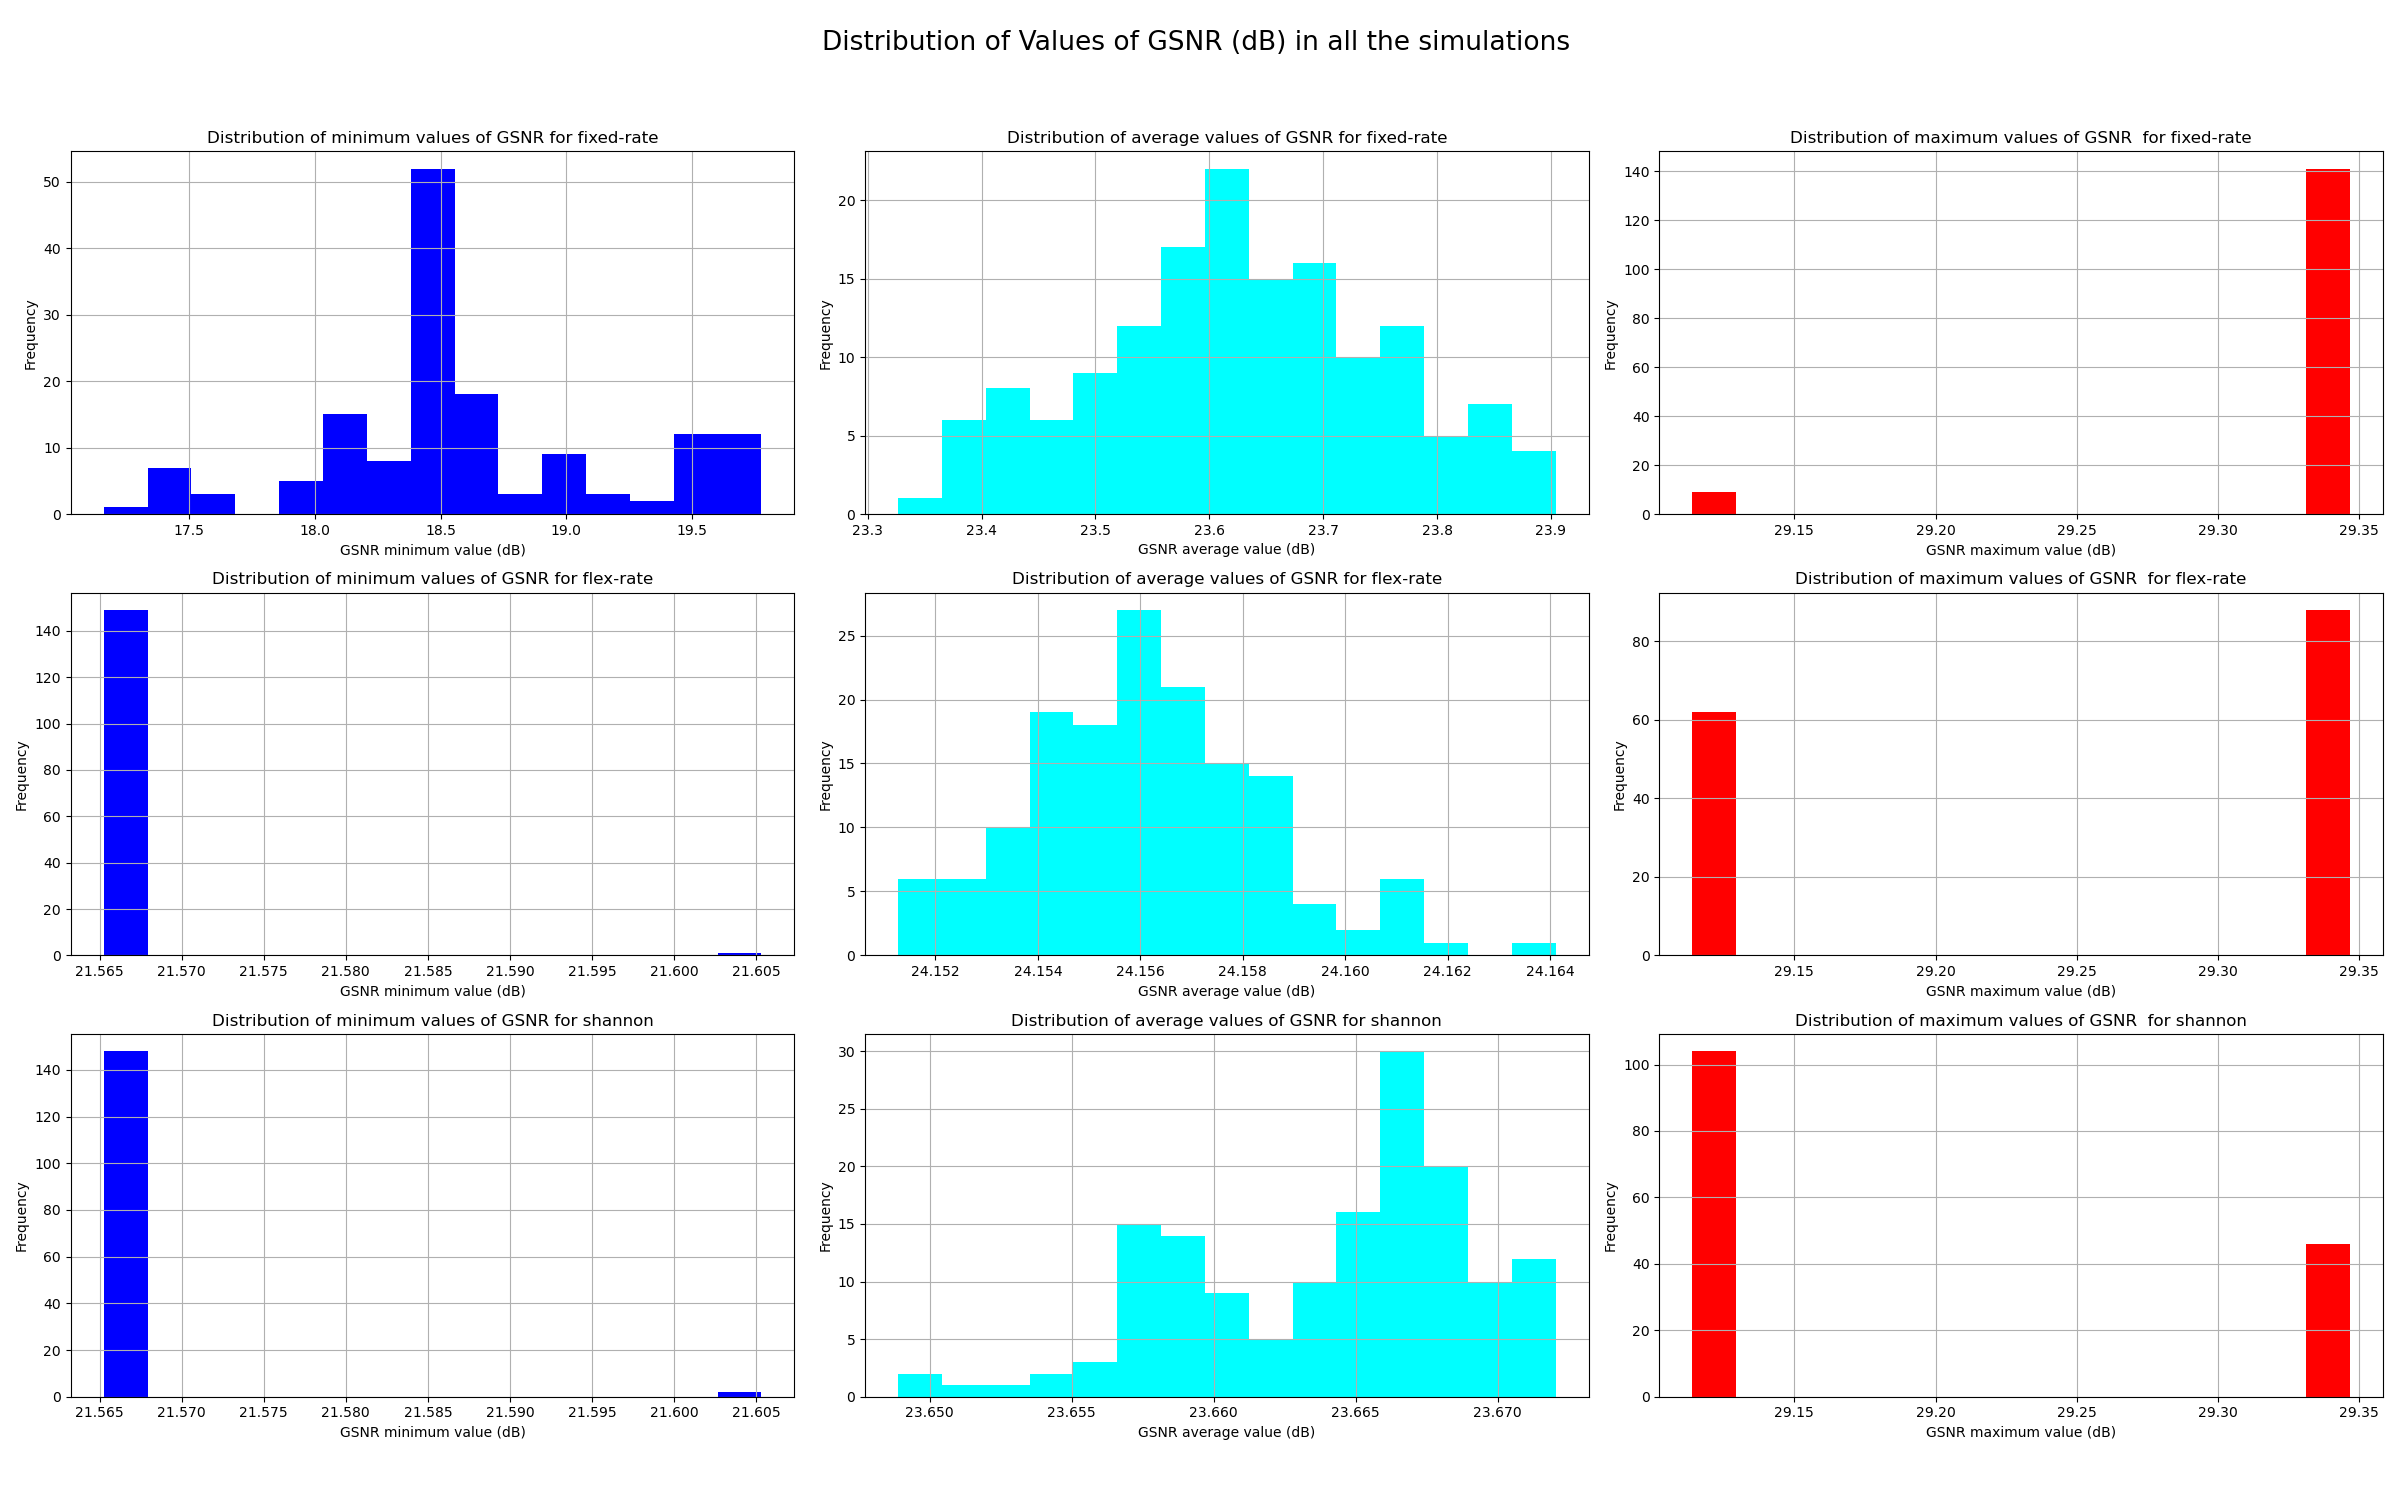 Distribution of Values of GSNR (dB) in all the simulations
Distribution of minimum values of GSNR for fixed-rate
Frequency
50
40
30
20
10
0
17.5 18.0 18.5 19.0 19.5
GSNR minimum value (dB)
Distribution of average values of GSNR for fixed-rate
Frequency
20
15
10
5
0
23.3 23.4 23.5 23.6 23.7 23.8 23.9
GSNR average value (dB)
Distribution of maximum values of GSNR  for fixed-rate
Frequency
140
120
100
80
60
40
20
0
29.15 29.20 29.25 29.30 29.35
GSNR maximum value (dB)
Distribution of minimum values of GSNR for flex-rate
Frequency
140
120
100
80
60
40
20
0
21.565 21.570 21.575 21.580 21.585 21.590 21.595 21.600 21.605
GSNR minimum value (dB)
Distribution of average values of GSNR for flex-rate
Frequency
25
20
15
10
5
0
24.152 24.154 24.156 24.158 24.160 24.162 24.164
GSNR average value (dB)
Distribution of maximum values of GSNR  for flex-rate
Frequency
80
60
40
20
0
29.15 29.20 29.25 29.30 29.35
GSNR maximum value (dB)
Distribution of minimum values of GSNR for shannon
Frequency
140
120
100
80
60
40
20
0
21.565 21.570 21.575 21.580 21.585 21.590 21.595 21.600 21.605
GSNR minimum value (dB)
Distribution of average values of GSNR for shannon
Frequency
30
25
20
15
10
5
0
23.650 23.655 23.660 23.665 23.670
GSNR average value (dB)
Distribution of maximum values of GSNR  for shannon
Frequency
100
80
60
40
20
0
29.15 29.20 29.25 29.30 29.35
GSNR maximum value (dB)